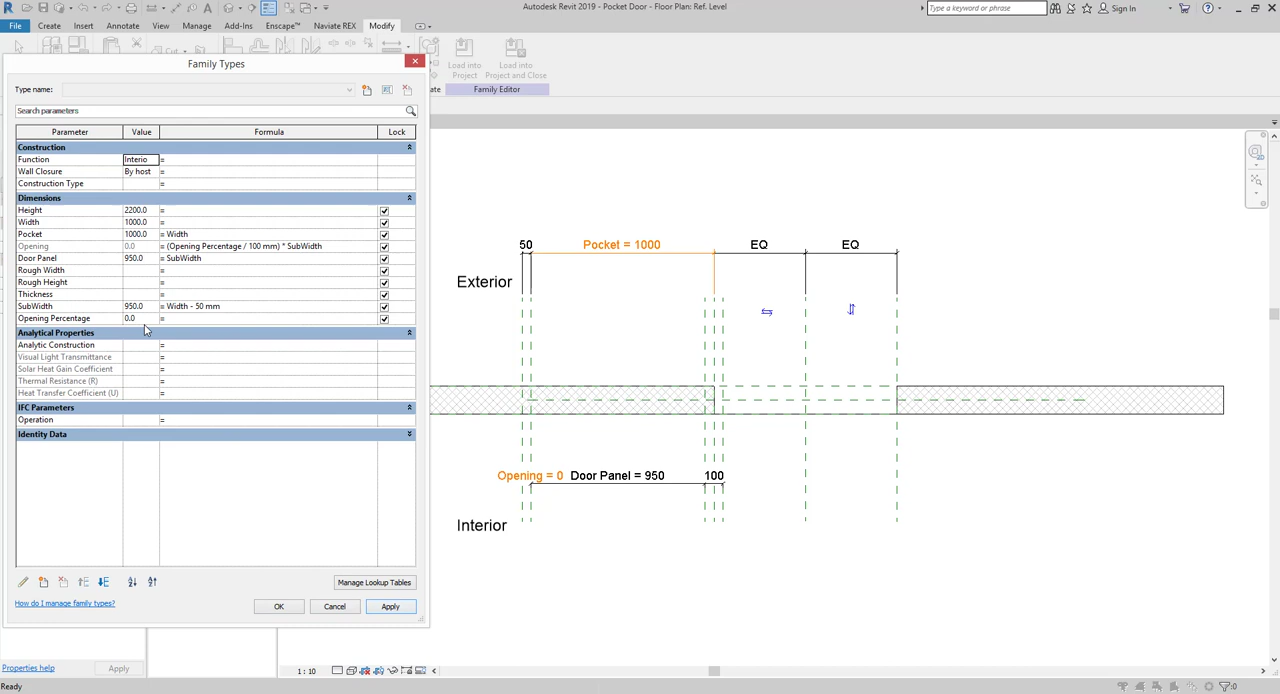 Autodesk Revit 2019 - Pocket Door - Floor Plan: Ref. Level
Type a keyword or phrase
Sign In
File Create Insert Annotate View Manage Add-Ins Enscape™ Naviate REX Modify
Family Types
Load into Project
Load into Project and Close
Family Editor
Type name:
Search parameters
Parameter Value Formula Lock
Construction
Function Interio =
Wall Closure By host =
Construction Type =
Dimensions
Height 2200.0 =
Width 1000.0 =
Pocket 1000.0 = Width
Opening 0.0 = (Opening Percentage / 100 mm) * SubWidth
Door Panel 950.0 = SubWidth
Rough Width =
Rough Height =
Thickness =
SubWidth 950.0 = Width - 50 mm
Opening Percentage 0.0 =
Analytical Properties
Analytic Construction =
Visual Light Transmittance =
Solar Heat Gain Coefficient =
Thermal Resistance (R) =
Heat Transfer Coefficient (U) =
IFC Parameters
Operation =
Identity Data
Manage Lookup Tables
How do I manage family types?
OK Cancel Apply
50 Pocket = 1000 EQ EQ
Exterior
Opening = 0 Door Panel = 950 100
Interior
Properties help Apply
1 : 10
Ready
:0